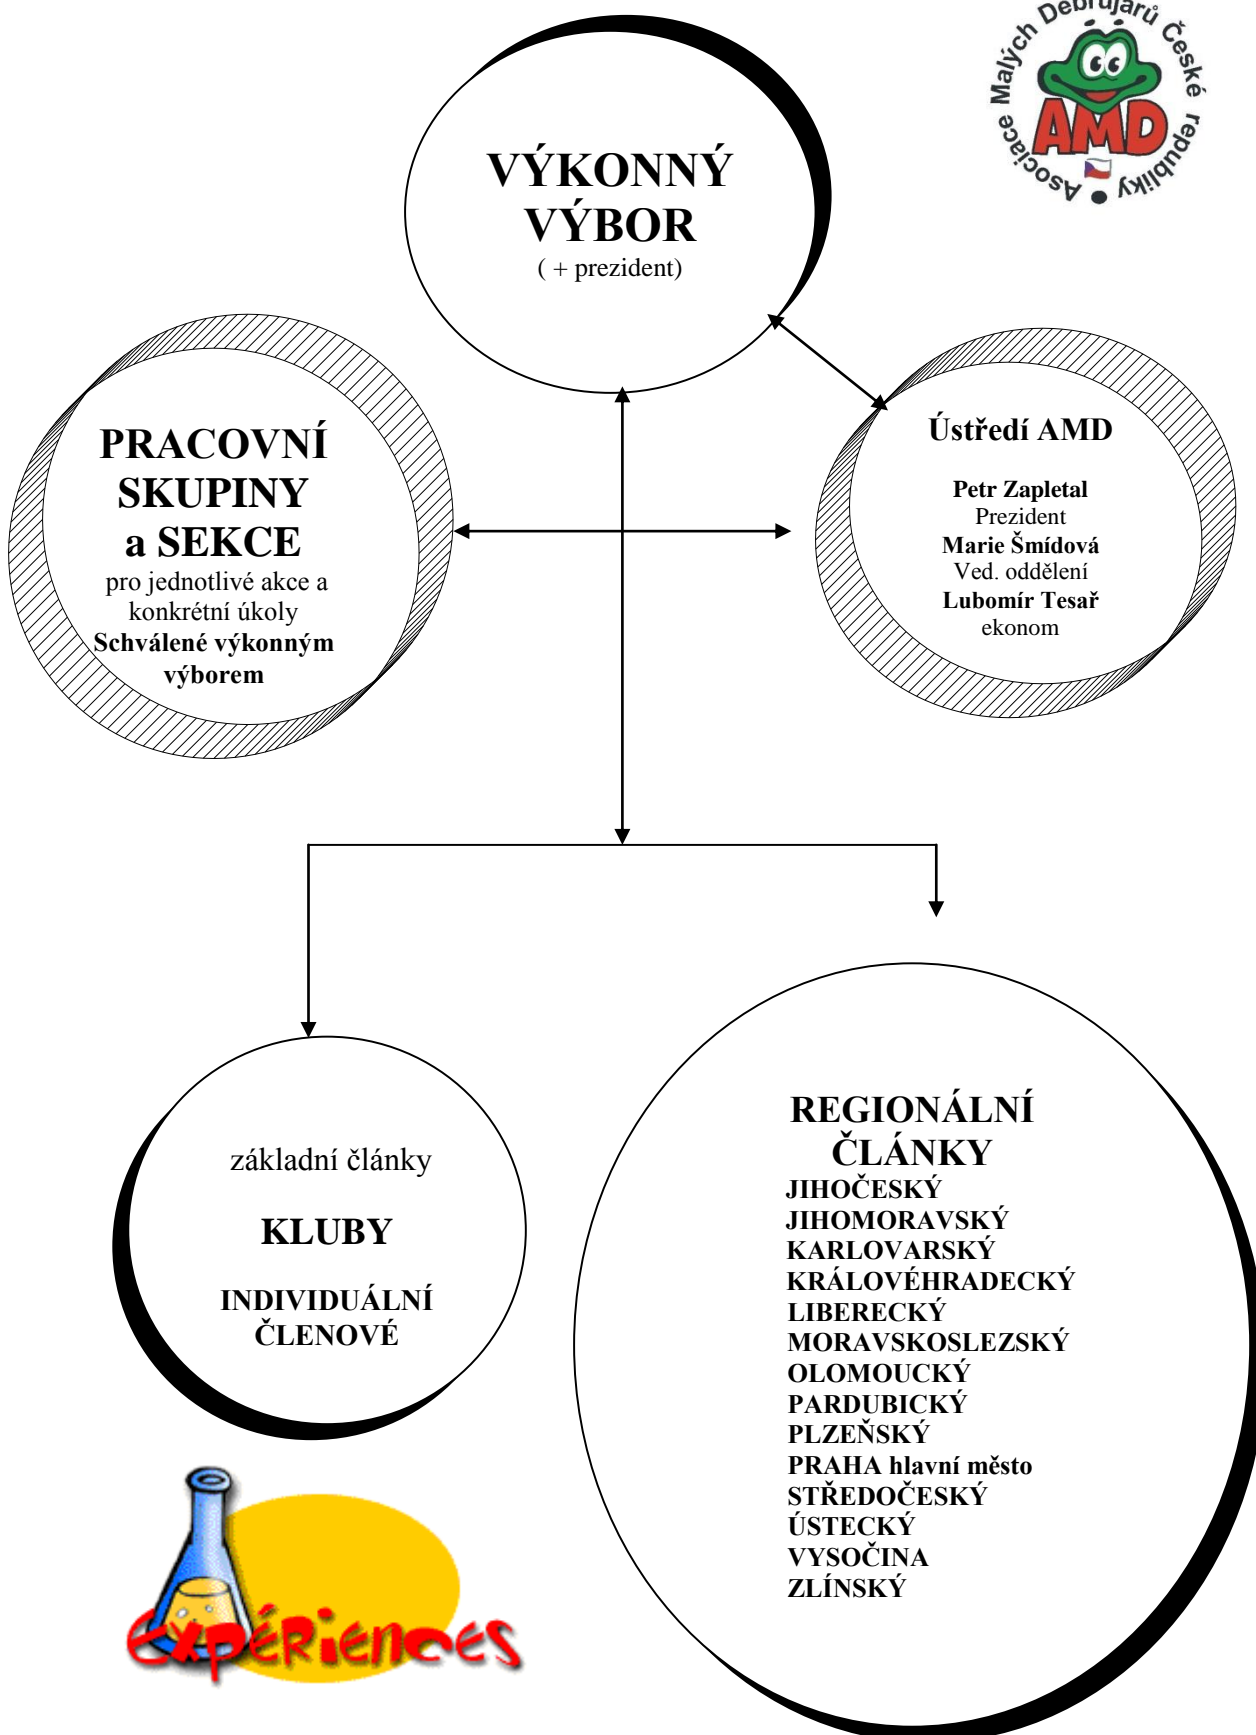 Asociace Malých Debrujárů České republiky
AMD
VÝKONNÝ
VÝBOR
( + prezident)
PRACOVNÍ
SKUPINY
a SEKCE
pro jednotlivé akce a
konkrétní úkoly
Schválené výkonným
výborem
Ústředí AMD
Petr Zapletal
Prezident
Marie Šmídová
Ved. oddělení
Lubomír Tesař
ekonom
základní články
KLUBY
INDIVIDUÁLNÍ
ČLENOVÉ
REGIONÁLNÍ
ČLÁNKY
JIHOČESKÝ
JIHOMORAVSKÝ
KARLOVARSKÝ
KRÁLOVÉHRADECKÝ
LIBERECKÝ
MORAVSKOSLEZSKÝ
OLOMOUCKÝ
PARDUBICKÝ
PLZEŇSKÝ
PRAHA hlavní město
STŘEDOČESKÝ
ÚSTECKÝ
VYSOČINA
ZLÍNSKÝ
expéRiences